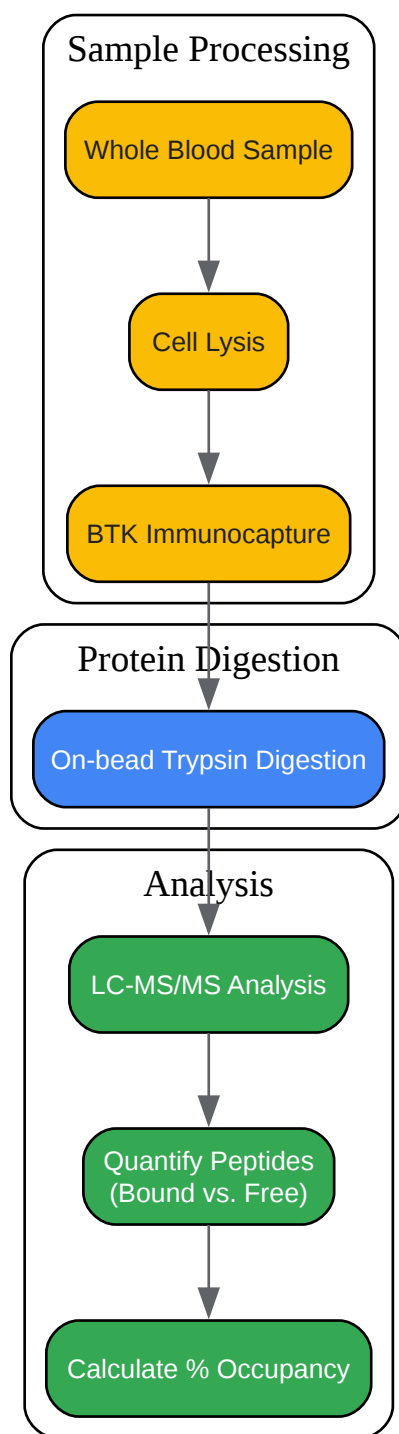 Sample Processing
Whole Blood Sample
Cell Lysis
BTK Immunocapture
Protein Digestion
On-bead Trypsin Digestion
Analysis
LC-MS/MS Analysis
Quantify Peptides
(Bound vs. Free)
Calculate % Occupancy